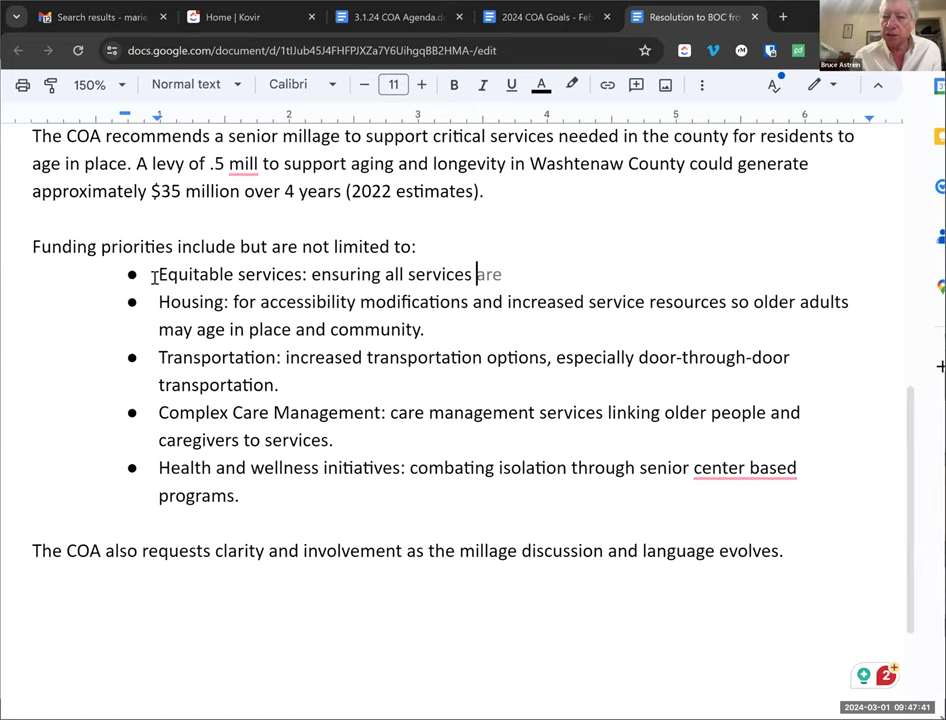 Search results - marie
Home | Kovir
3.1.24 COA Agenda.d
2024 COA Goals - Feb
Resolution to BOC fro
docs.google.com/document/d/1tJub45J4FHFPJXZa7Y6UihgqBB2HMA-/edit
Bruce Astrein
150%
Normal text
Calibri
11
B I U A
1 2 3 4 5 6
The COA recommends a senior millage to support critical services needed in the county for residents to
age in place. A levy of .5 mill to support aging and longevity in Washtenaw County could generate
approximately $35 million over 4 years (2022 estimates).
Funding priorities include but are not limited to:
● Equitable services: ensuring all services are
● Housing: for accessibility modifications and increased service resources so older adults
may age in place and community.
● Transportation: increased transportation options, especially door-through-door
transportation.
● Complex Care Management: care management services linking older people and
caregivers to services.
● Health and wellness initiatives: combating isolation through senior center based
programs.
The COA also requests clarity and involvement as the millage discussion and language evolves.
2
2024-03-01 09:47:41